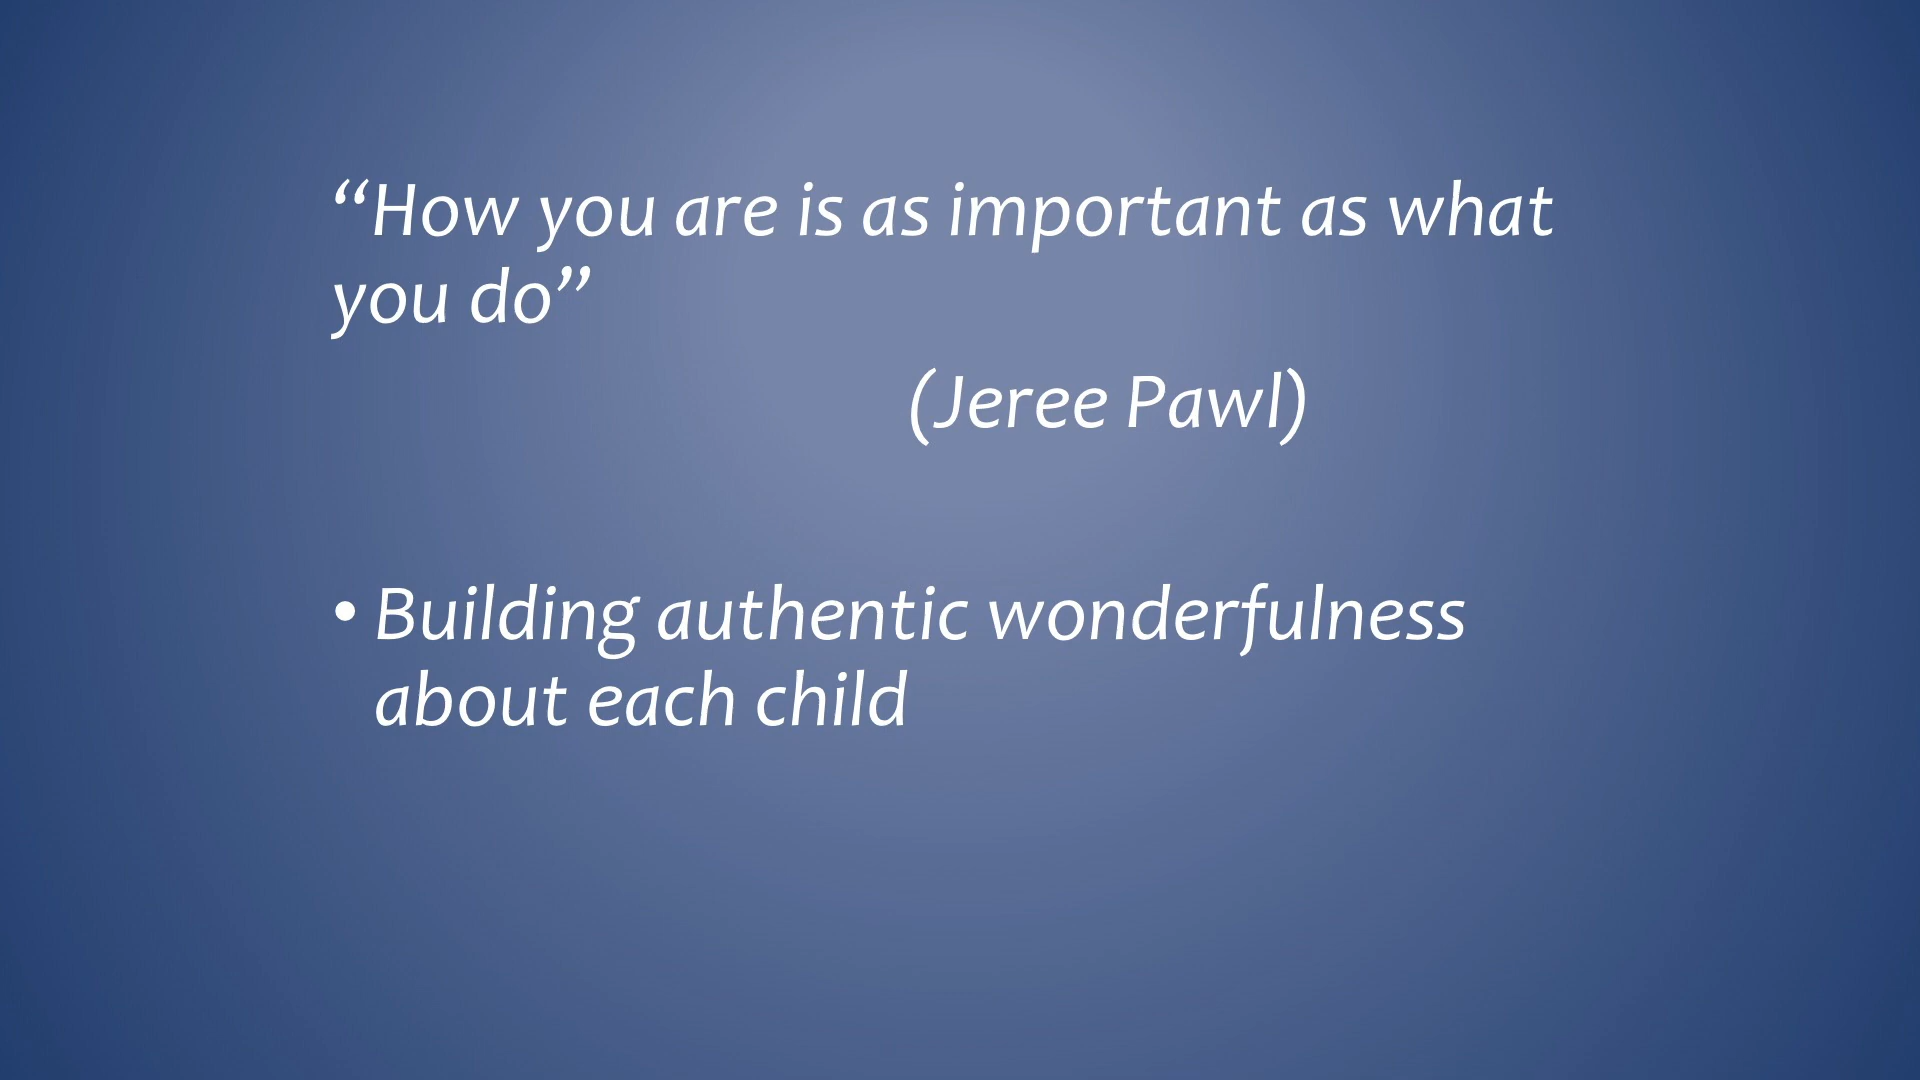 “How you are is as important as what
you do”
(Jeree Pawl)
• Building authentic wonderfulness
about each child